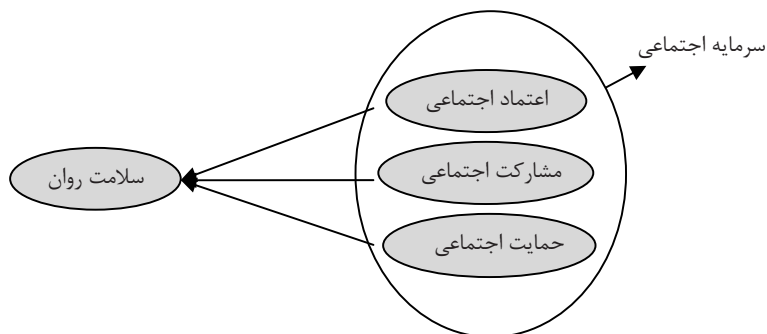 سرمایه اجتماعی
اعتماد اجتماعی
مشارکت اجتماعی
سلامت روان
حمایت اجتماعی